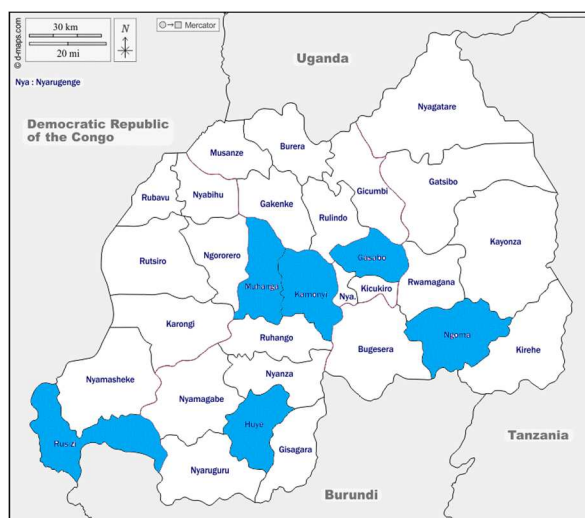 © d-maps.com
30 km
20 mi
N
Mercator
Nya : Nyarugenge
Uganda
Democratic Republic
of the Congo
Nyagatare
Burera
Musanze
Gicumbi
Gatsibo
Rubavu
Nyabihu
Gakenke
Rulindo
Kayonza
Rutsiro
Ngororero
Gasabo
Muhanga
Kamonyi
Nya.
Kicukiro
Rwamagana
Karongi
Ruhango
Bugesera
Ngoma
Kirehe
Nyamasheke
Nyanza
Nyamagabe
Huye
Rusizi
Gisagara
Nyaruguru
Tanzania
Burundi